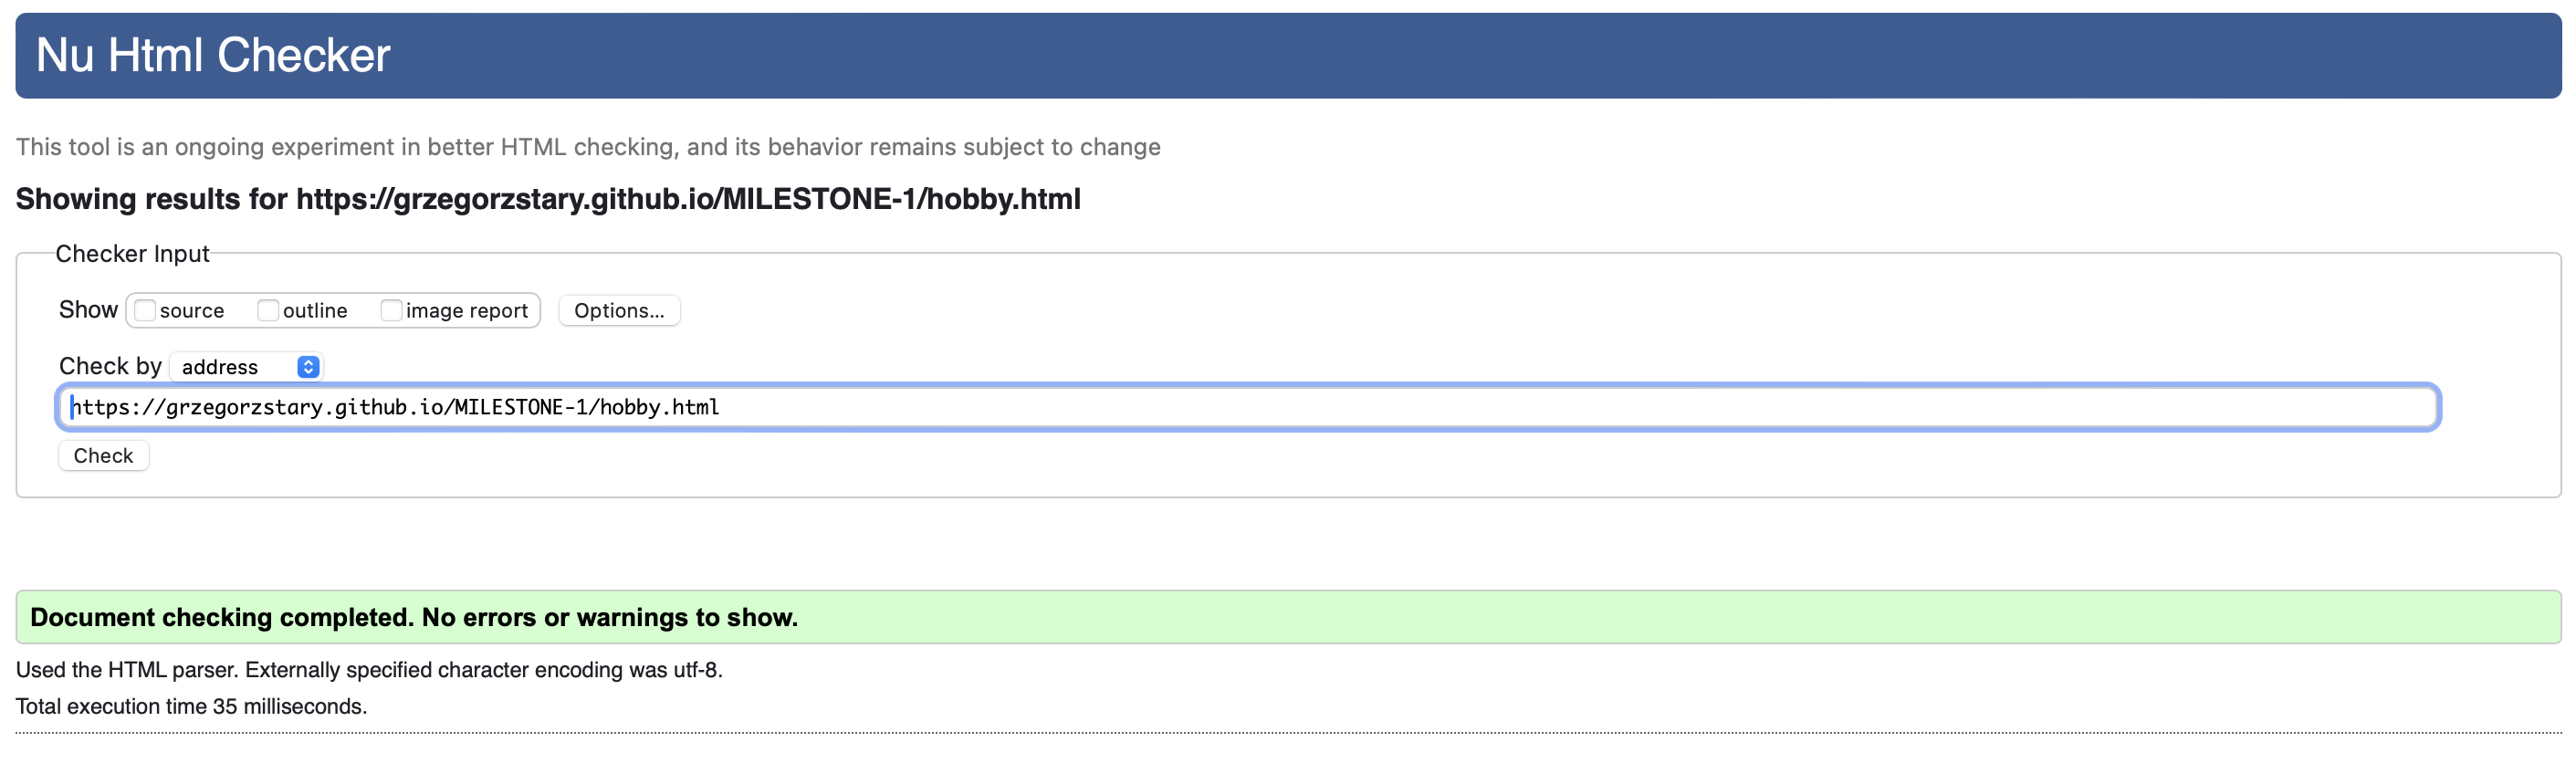 Nu Html Checker
This tool is an ongoing experiment in better HTML checking, and its behavior remains subject to change
Showing results for https://grzegorzstary.github.io/MILESTONE-1/hobby.html
Checker Input
Show source outline image report Options...
Check by address
https://grzegorzstary.github.io/MILESTONE-1/hobby.html
Check
Document checking completed. No errors or warnings to show.
Used the HTML parser. Externally specified character encoding was utf-8.
Total execution time 35 milliseconds.